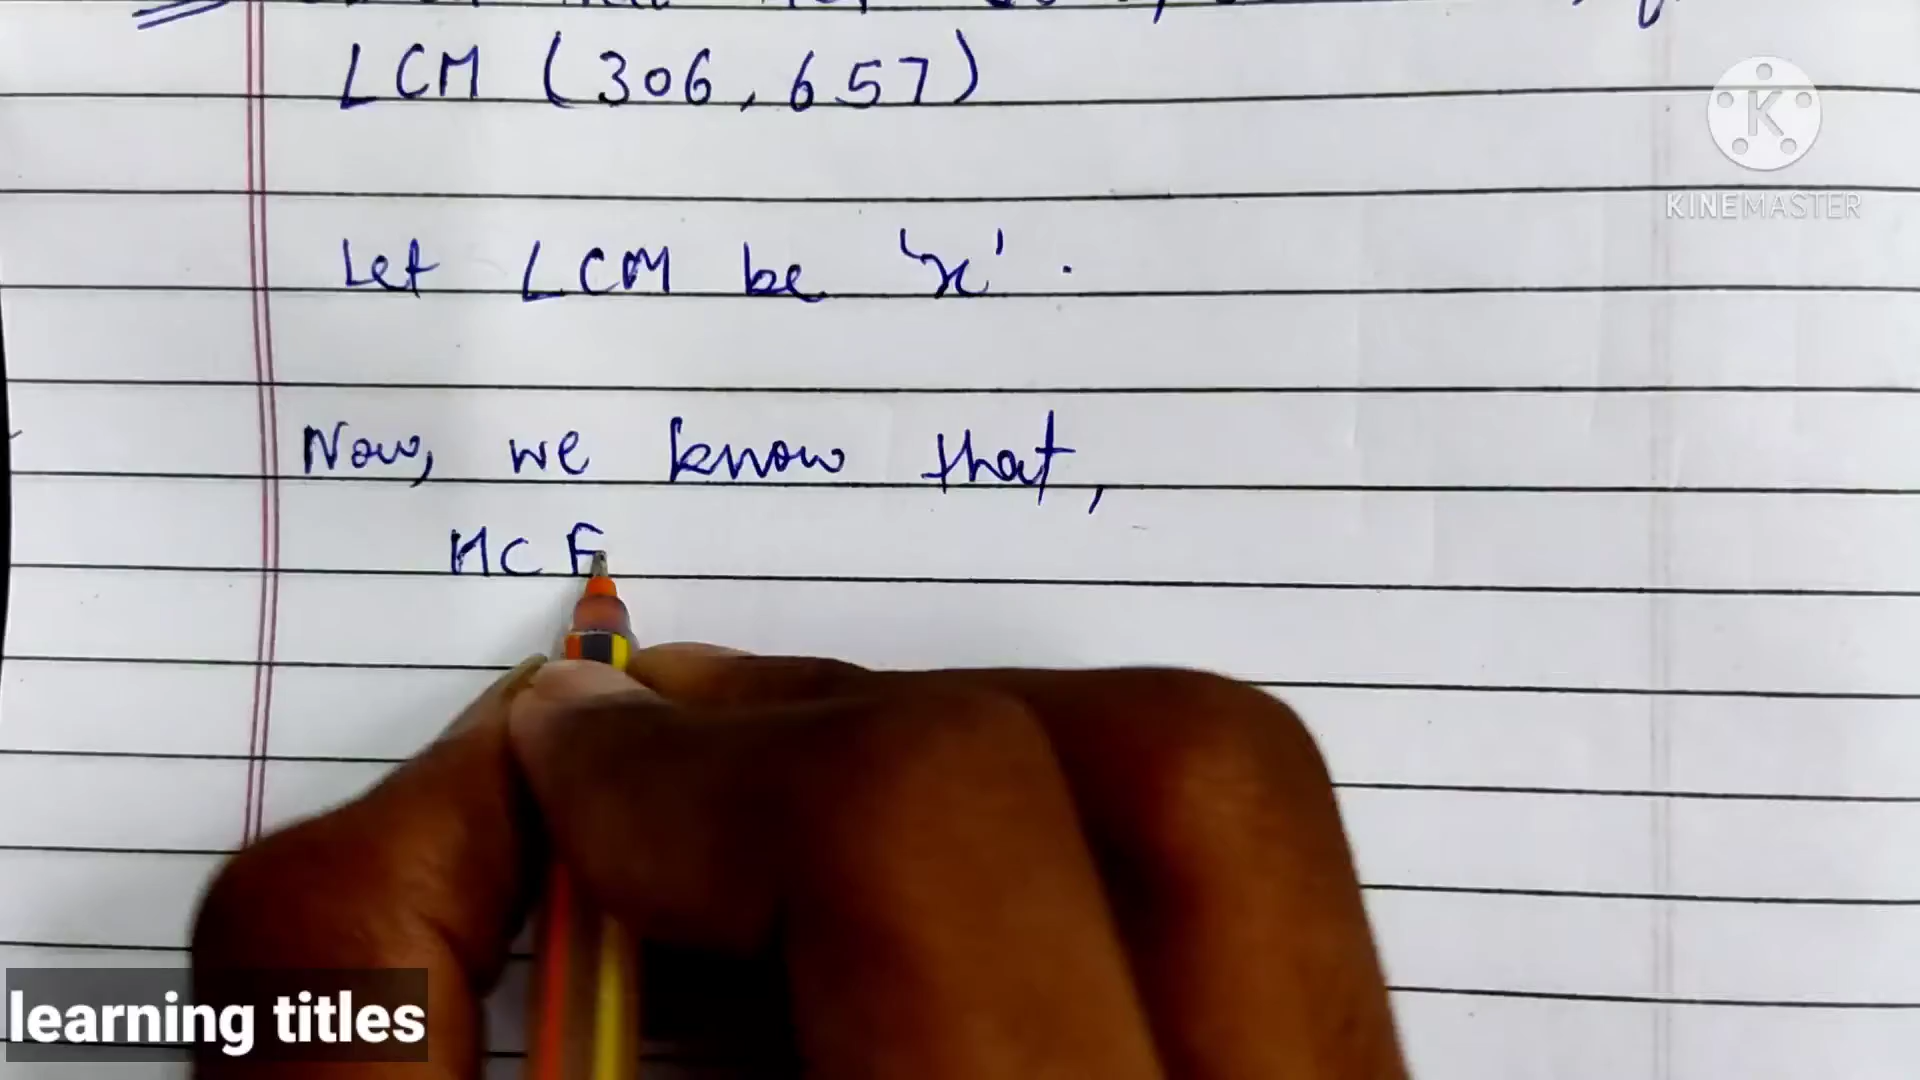 LCM (306, 657)
K
KINEMASTER
Let LCM be 'x' .
Now, we know that,
HCF
learning titles